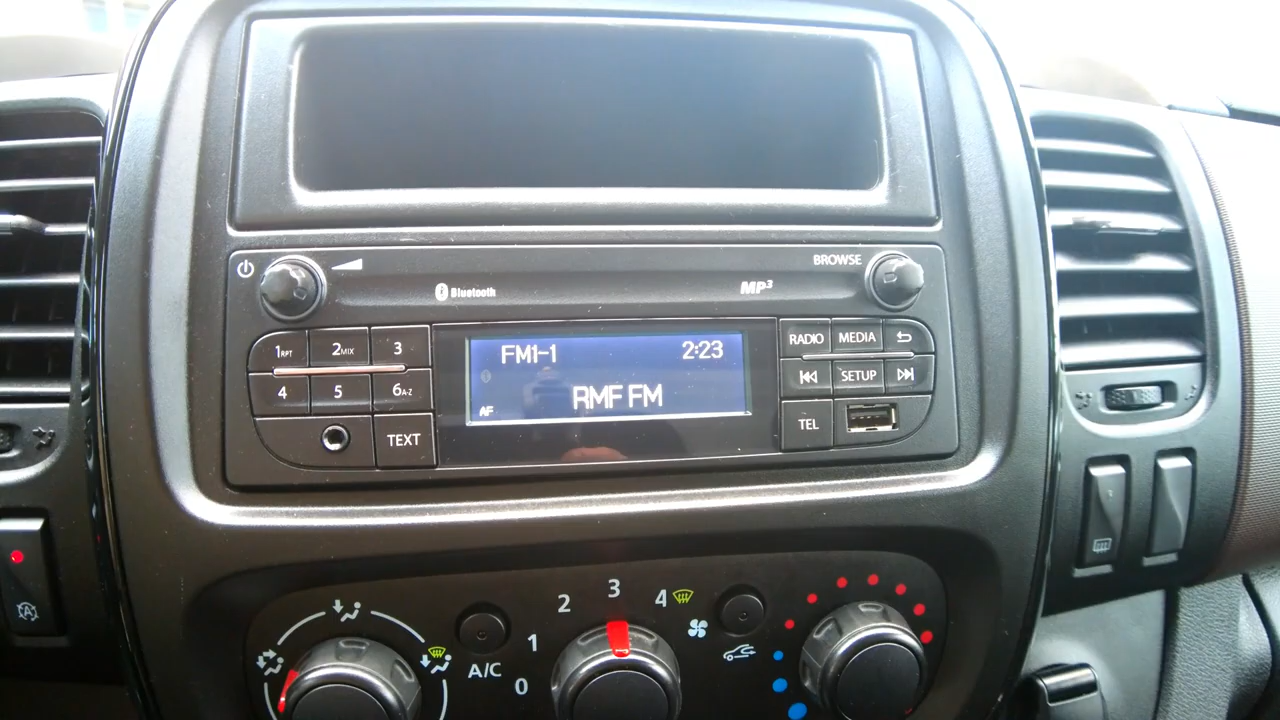 BROWSE
Bluetooth
MP3
1RPT
2MIX
3
4
5
6A-Z
TEXT
FM1-1
2:23
RMF FM
AF
RADIO
MEDIA
SETUP
TEL
A/C
0
1
2
3
4
A